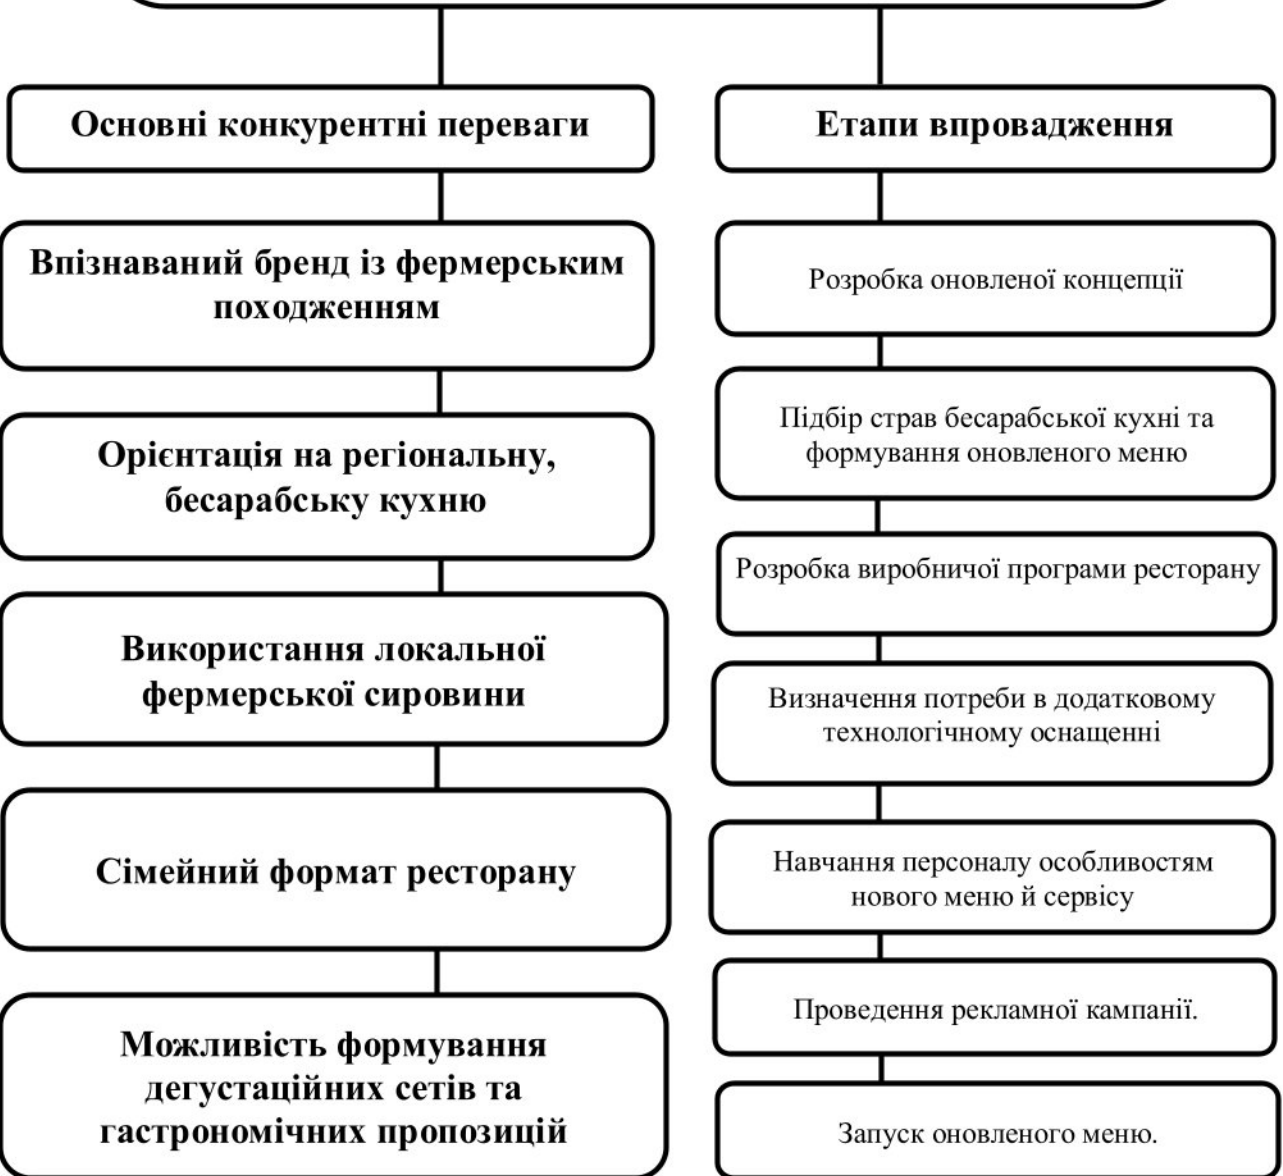 Основні конкурентні переваги
Впізнаваний бренд із фермерським
походженням
Орієнтація на регіональну,
бесарабську кухню
Використання локальної
фермерської сировини
Сімейний формат ресторану
Можливість формування
дегустаційних сетів та
гастрономічних пропозицій
Етапи впровадження
Розробка оновленої концепції
Підбір страв бесарабської кухні та
формування оновленого меню
Розробка виробничої програми ресторану
Визначення потреби в додатковому
технологічному оснащенні
Навчання персоналу особливостям
нового меню й сервісу
Проведення рекламної кампанії.
Запуск оновленого меню.